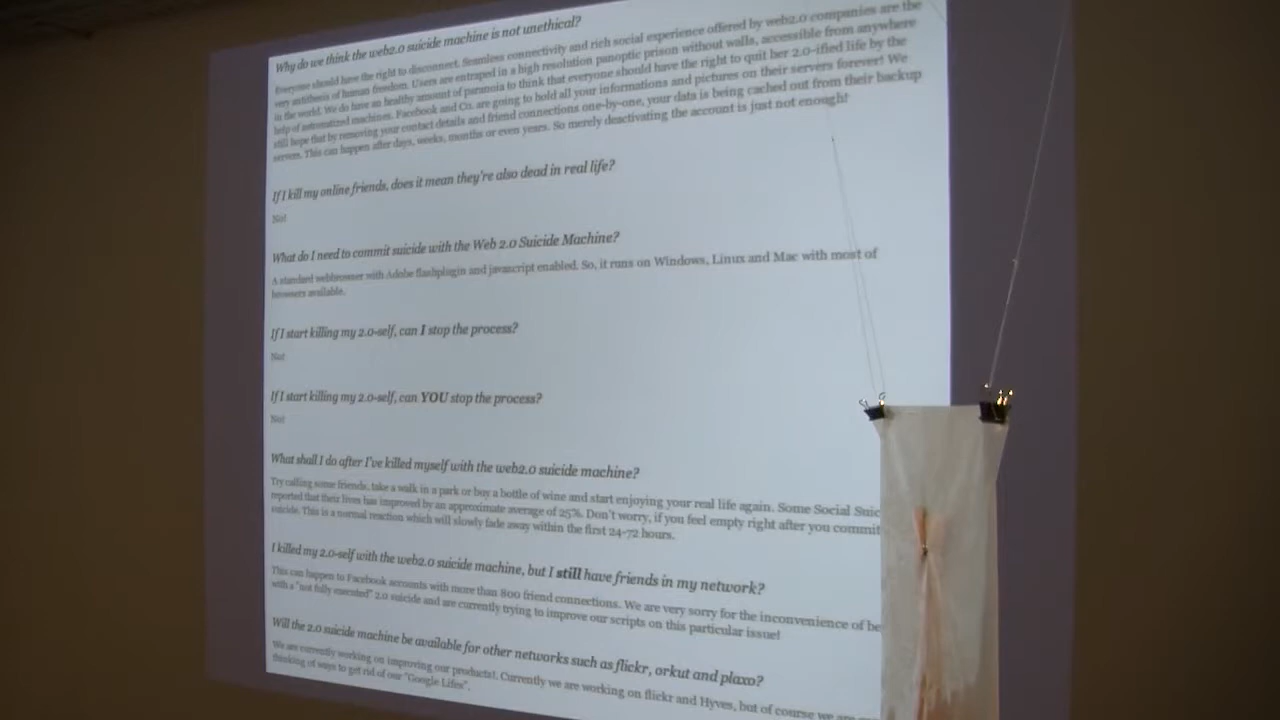 Why do we think the web2.0 suicide machine is not unethical?
Everyone should have the right to disconnect. Seamless connectivity and rich social experience offered by web2.0 companies are the
very antithesis of human freedom. Users are entraped in a high resolution panoptic prison without walls, accessible from anywhere
in the world. We do have an healthy amount of paranoia to think that everyone should have the right to quit her 2.0-ified life by the
help of automatized machines. Facebook and Co. are going to hold all your informations and pictures on their servers forever! We
still hope that by removing your contact details and friend connections one-by-one, your data is being cached out from their backup
servers. This can happen after days, weeks, months or even years. So merely deactivating the account is just not enough!
If I kill my online friends, does it mean they're also dead in real life?
No!
What do I need to commit suicide with the Web 2.0 Suicide Machine?
A standard webbrowser with Adobe flashplugin and javascript enabled. So, it runs on Windows, Linux and Mac with most of
browsers available.
If I start killing my 2.0-self, can I stop the process?
No!
If I start killing my 2.0-self, can YOU stop the process?
No!
What shall I do after I've killed myself with the web2.0 suicide machine?
Try calling some friends, take a walk in a park or buy a bottle of wine and start enjoying your real life again. Some Social Suic
reported that their lives has improved by an approximate average of 25%. Don't worry, if you feel empty right after you commit
suicide. This is a normal reaction which will slowly fade away within the first 24-72 hours.
I killed my 2.0-self with the web2.0 suicide machine, but I still have friends in my network?
This can happen to Facebook accounts with more than 800 friend connections. We are very sorry for the inconvenience of be
with a "not fully executed" 2.0 suicide and are currently trying to improve our scripts on this particular issue!
Will the 2.0 suicide machine be available for other networks such as flickr, orkut and plaxo?
We are currently working on improving our products!. Currently we are working on flickr and Hyves, but of course we are
thinking of ways to get rid of our "Google Lifes".